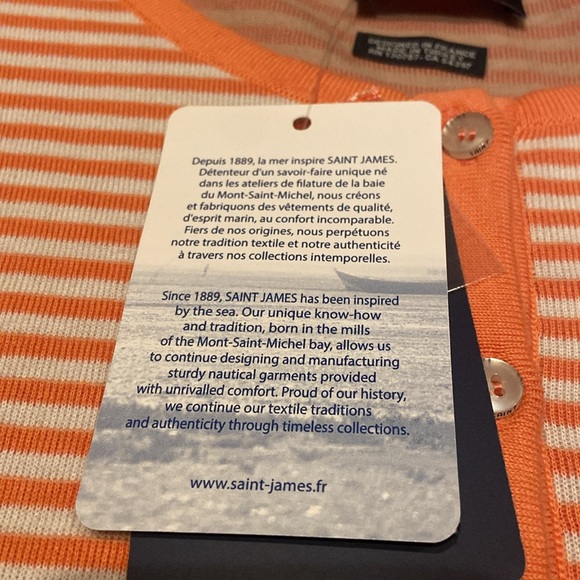 DESIGNED IN FRANCE
MADE IN TURKEY
Depuis 1889, la mer inspire SAINT JAMES.
Détenteur d'un savoir-faire unique né
dans les ateliers de filature de la baie
du Mont-Saint-Michel, nous créons
et fabriquons des vêtements de qualité,
d'esprit marin, au confort incomparable.
Fiers de nos origines, nous perpétuons
notre tradition textile et notre authenticité
à travers nos collections intemporelles.
Since 1889, SAINT JAMES has been inspired
by the sea. Our unique know-how
and tradition, born in the mills
of the Mont-Saint-Michel bay, allows us
to continue designing and manufacturing
sturdy nautical garments provided
with unrivalled comfort. Proud of our history,
we continue our textile traditions
and authenticity through timeless collections.
www.saint-james.fr
SAINT
SAINT